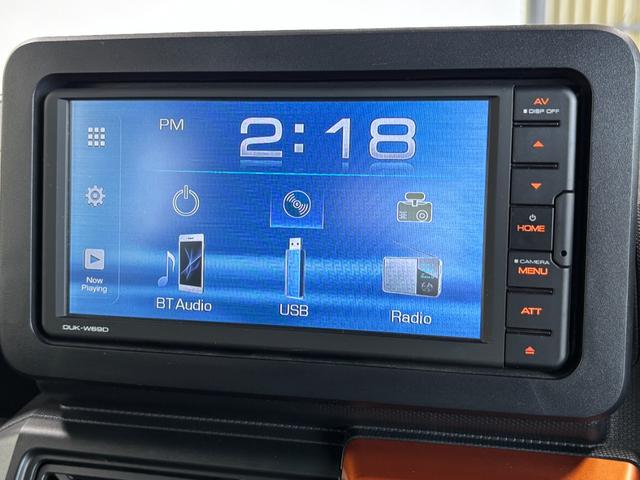 PM 2:18
Now
Playing
BT Audio
USB
Radio
DUK-W69D
AV
DISP OFF
HOME
CAMERA
MENU
ATT